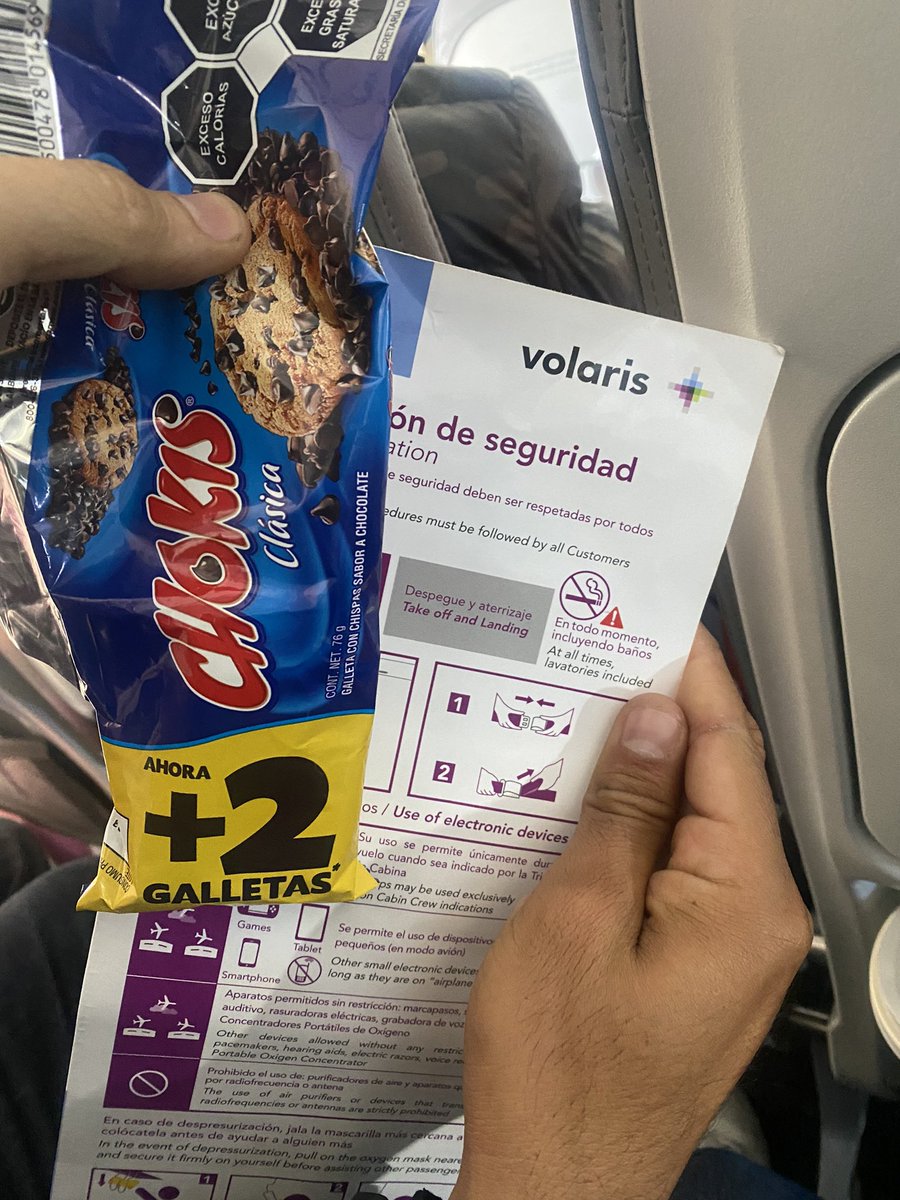 EXCESO
CALORÍAS
CHOKIS®
Clásica
CONT. NET. 76 g
GALLETA CON CHISPAS SABOR A CHOCOLATE
AHORA
+2
GALLETAS*
Clásica
volaris
ón de seguridad
ation
e seguridad deben ser respetadas por todos
edures must be followed by all Customers
Despegue y aterrizaje
Take off and Landing
En todo momento,
incluyendo baños
At all times,
lavatories included
1
2
os / Use of electronic devices
Su uso se permite únicamente dur
vuelo cuando sea indicado por la Tri
Cabina
ps may be used exclusively
on Cabin Crew indications
Games
Tablet
Smartphone
Se permite el uso de dispositivo
pequeños (en modo avión)
Other small electronic device
long as they are on "airplane
Aparatos permitidos sin restricción: marcapasos,
auditivo, rasuradoras eléctricas, grabadora de voz
Concentradores Portátiles de Oxígeno
Other devices allowed without any restric
pacemakers, hearing aids, electric razors, voice re
Portable Oxigen Concentrator
Prohibido el uso de: purificadores de aire y aparatos q
por radiofrecuencia o antena
The use of air purifiers or devices that tran
radiofrequencies or antennas are strictly prohibited
En caso de despresurización, jala la mascarilla más cercana a
colócatela antes de ayudar a alguien más
In the event of depressurization, pull on the oxygen mask neare
and secure it firmly on yourself before assisting other passenger
1
2